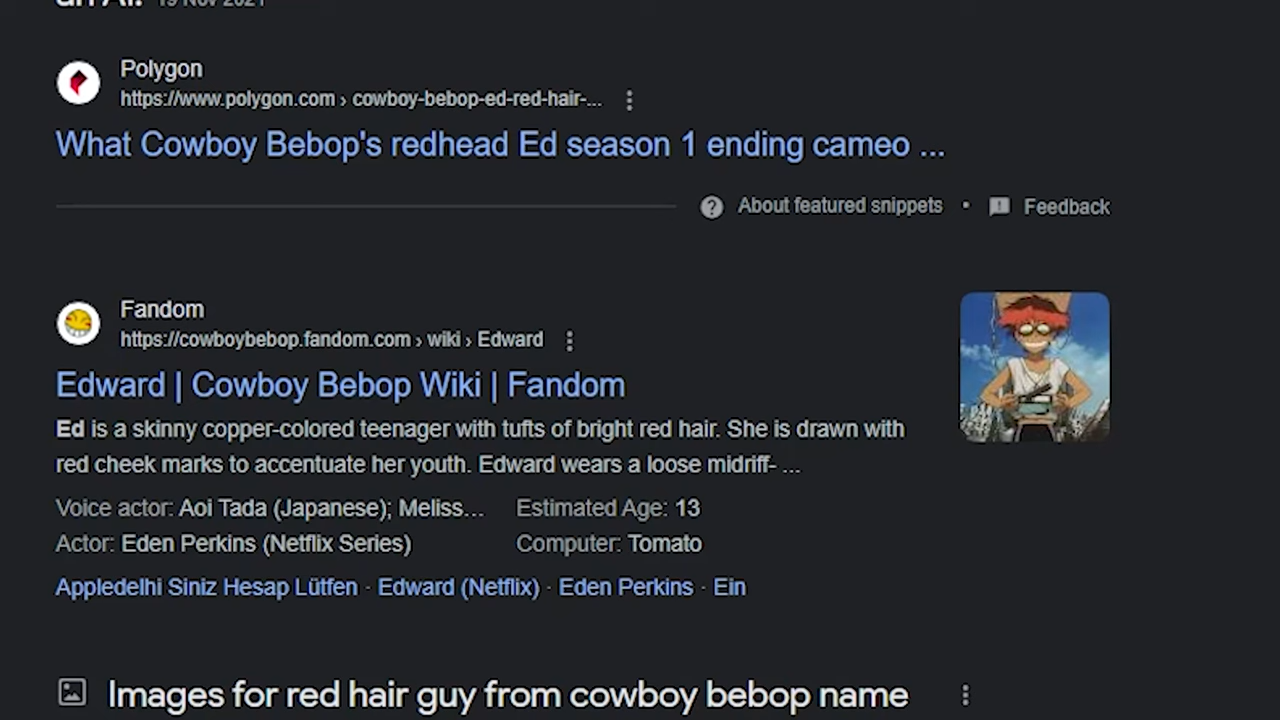 an AI. 19 Nov 2021
Polygon
https://www.polygon.com › cowboy-bebop-ed-red-hair-...
What Cowboy Bebop's redhead Ed season 1 ending cameo ...
About featured snippets • Feedback
Fandom
https://cowboybebop.fandom.com › wiki › Edward
Edward | Cowboy Bebop Wiki | Fandom
Ed is a skinny copper-colored teenager with tufts of bright red hair. She is drawn with
red cheek marks to accentuate her youth. Edward wears a loose midriff- ...
Voice actor: Aoi Tada (Japanese); Meliss... Estimated Age: 13
Actor: Eden Perkins (Netflix Series) Computer: Tomato
Appledelhi Siniz Hesap Lütfen · Edward (Netflix) · Eden Perkins · Ein
Images for red hair guy from cowboy bebop name